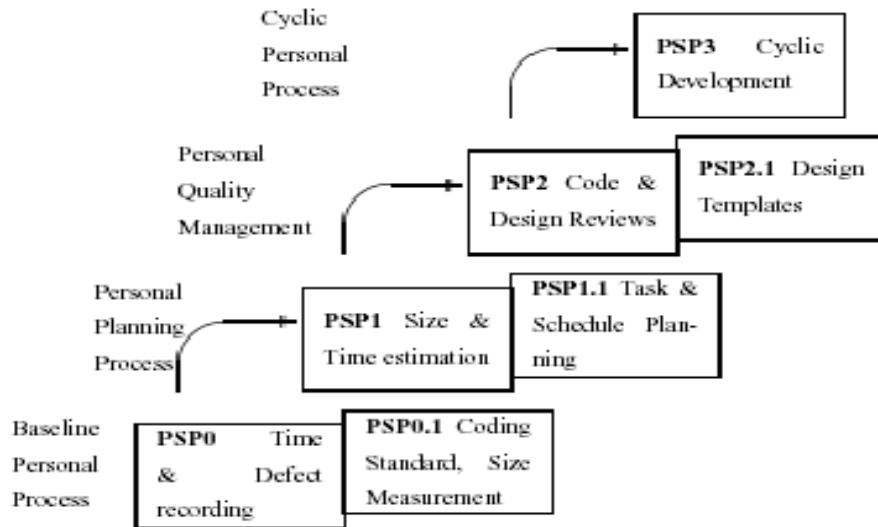 Cyclic
Personal
Process
PSP3 Cyclic
Development
Personal
Quality
Management
PSP2 Code &
Design Reviews
PSP2.1 Design
Templates
Personal
Planning
Process
PSP1 Size &
Time estimation
PSP1.1 Task &
Schedule Plan-
ning
Baseline
Personal
Process
PSP0 Time
& Defect
recording
PSP0.1 Coding
Standard, Size
Measurement